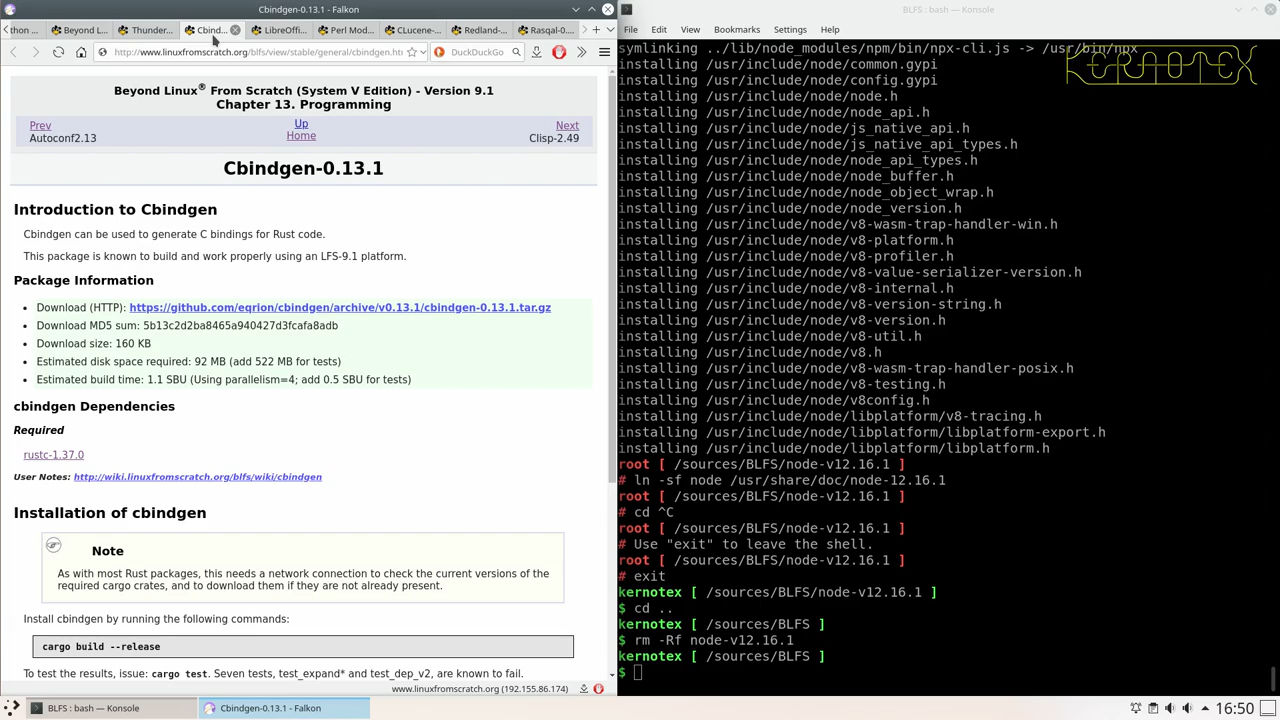 Cbindgen-0.13.1 - Falkon
ython ...
Beyond L...
Thunder...
Cbind...
LibreOffi...
Perl Mod...
CLucene-...
Redland-...
Rasqal-0...
http://www.linuxfromscratch.org/blfs/view/stable/general/cbindgen.ht
DuckDuckGo
Beyond Linux® From Scratch (System V Edition) - Version 9.1
Chapter 13. Programming
Prev
Autoconf2.13
Up
Home
Next
Clisp-2.49
Cbindgen-0.13.1
Introduction to Cbindgen
Cbindgen can be used to generate C bindings for Rust code.
This package is known to build and work properly using an LFS-9.1 platform.
Package Information
• Download (HTTP): https://github.com/eqrion/cbindgen/archive/v0.13.1/cbindgen-0.13.1.tar.gz
• Download MD5 sum: 5b13c2d2ba8465a940427d3fcafa8adb
• Download size: 160 KB
• Estimated disk space required: 92 MB (add 522 MB for tests)
• Estimated build time: 1.1 SBU (Using parallelism=4; add 0.5 SBU for tests)
cbindgen Dependencies
Required
rustc-1.37.0
User Notes: http://wiki.linuxfromscratch.org/blfs/wiki/cbindgen
Installation of cbindgen
Note
As with most Rust packages, this needs a network connection to check the current versions of the
required cargo crates, and to download them if they are not already present.
Install cbindgen by running the following commands:
cargo build --release
To test the results, issue: cargo test. Seven tests, test_expand* and test_dep_v2, are known to fail.
www.linuxfromscratch.org (192.155.86.174)
BLFS : bash — Konsole
File Edit View Bookmarks Settings Help
symlinking ../lib/node_modules/npm/bin/npx-cli.js -> /usr/bin/npx
installing /usr/include/node/common.gypi
installing /usr/include/node/config.gypi
installing /usr/include/node/node.h
installing /usr/include/node/node_api.h
installing /usr/include/node/js_native_api.h
installing /usr/include/node/js_native_api_types.h
installing /usr/include/node/node_api_types.h
installing /usr/include/node/node_buffer.h
installing /usr/include/node/node_object_wrap.h
installing /usr/include/node/node_version.h
installing /usr/include/node/v8-wasm-trap-handler-win.h
installing /usr/include/node/v8-platform.h
installing /usr/include/node/v8-profiler.h
installing /usr/include/node/v8-value-serializer-version.h
installing /usr/include/node/v8-internal.h
installing /usr/include/node/v8-version-string.h
installing /usr/include/node/v8-version.h
installing /usr/include/node/v8-util.h
installing /usr/include/node/v8.h
installing /usr/include/node/v8-wasm-trap-handler-posix.h
installing /usr/include/node/v8-testing.h
installing /usr/include/node/v8config.h
installing /usr/include/node/libplatform/v8-tracing.h
installing /usr/include/node/libplatform/libplatform-export.h
installing /usr/include/node/libplatform/libplatform.h
root [ /sources/BLFS/node-v12.16.1 ]
# ln -sf node /usr/share/doc/node-12.16.1
root [ /sources/BLFS/node-v12.16.1 ]
# cd ^C
root [ /sources/BLFS/node-v12.16.1 ]
# Use "exit" to leave the shell.
root [ /sources/BLFS/node-v12.16.1 ]
# exit
kernotex [ /sources/BLFS/node-v12.16.1 ]
$ cd ..
kernotex [ /sources/BLFS ]
$ rm -Rf node-v12.16.1
kernotex [ /sources/BLFS ]
$
KERNOTEX
BLFS : bash — Konsole
Cbindgen-0.13.1 - Falkon
16:50